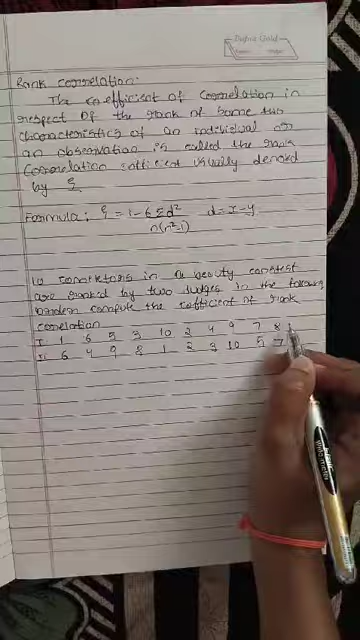 Digital Gold
Rank correlation:
The coefficient of correlation in
respect of the rank of some two
characteristics of an individual or
an observation is called the rank
correlation usually denoted
by ς
Formula: ς = 1 - 6Σd² d = x - y
n(n²-1)
10 in a beauty contest
are ranked by two Judges in the following
compute the coefficient of rank
correlation
I 1 6 5 3 10 2 4 9 7 8
II 6 4 9 8 1 2 3 10 5 7